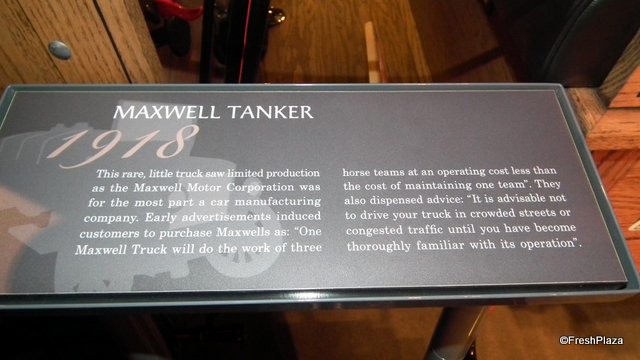 MAXWELL TANKER
1918
This rare, little truck saw limited production
as the Maxwell Motor Corporation was
for the most part a car manufacturing
company. Early advertisements induced
customers to purchase Maxwells as: "One
Maxwell Truck will do the work of three
horse teams at an operating cost less than
the cost of maintaining one team". They
also dispensed advice: "It is advisable not
to drive your truck in crowded streets or
congested traffic until you have become
thoroughly familiar with its operation".
©FreshPlaza